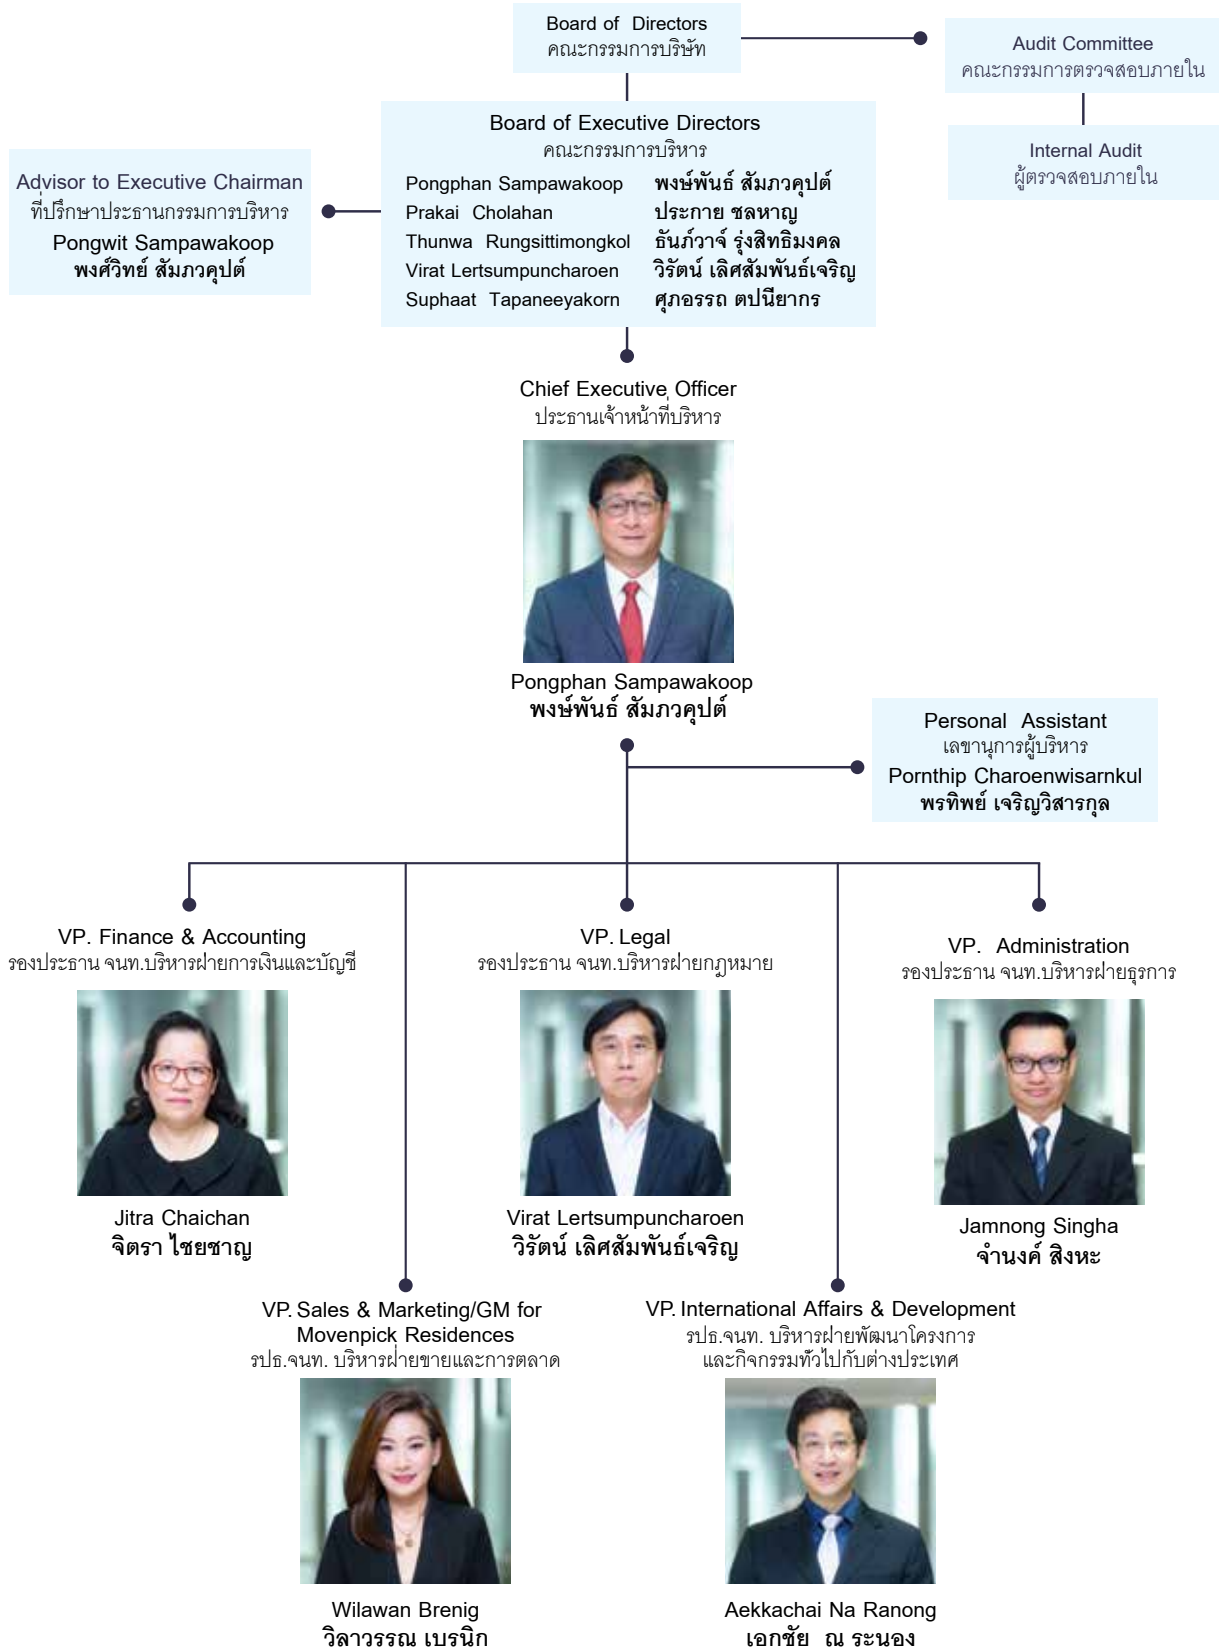 Board of Directors
คณะกรรมการบริษัท
Audit Committee
คณะกรรมการตรวจสอบภายใน
Internal Audit
ผู้ตรวจสอบภายใน
Board of Executive Directors
คณะกรรมการบริหาร
Pongphan Sampawakoop พงษ์พันธ์ สัมภวคุปต์
Prakai Cholahan ประกาย ชลหาญ
Thunwa Rungsittimongkol ธันภ์วาจ์ รุ่งสิทธิมงคล
Virat Lertsumpuncharoen วิรัตน์ เลิศสัมพันธ์เจริญ
Suphaat Tapaneeyakorn ศุภอรรถ ตปนียากร
Advisor to Executive Chairman
ที่ปรึกษาประธานกรรมการบริหาร
Pongwit Sampawakoop
พงศ์วิทย์ สัมภวคุปต์
Chief Executive Officer
ประธานเจ้าหน้าที่บริหาร
Pongphan Sampawakoop
พงษ์พันธ์ สัมภวคุปต์
Personal Assistant
เลขานุการผู้บริหาร
Pornthip Charoenwisarnkul
พรทิพย์ เจริญวิสารกุล
VP. Finance & Accounting
รองประธาน จนท.บริหารฝ่ายการเงินและบัญชี
Jitra Chaichan
จิตรา ไชยชาญ
VP. Legal
รองประธาน จนท.บริหารฝ่ายกฎหมาย
Virat Lertsumpuncharoen
วิรัตน์ เลิศสัมพันธ์เจริญ
VP. Administration
รองประธาน จนท.บริหารฝ่ายธุรการ
Jamnong Singha
จำนงค์ สิงหะ
VP. Sales & Marketing/GM for
Movenpick Residences
รปธ.จนท. บริหารฝ่ายขายและการตลาด
Wilawan Brenig
วิลาวรรณ เบรนิก
VP. International Affairs & Development
รปธ.จนท. บริหารฝ่ายพัฒนาโครงการ
และกิจกรรมทั่วไปกับต่างประเทศ
Aekkachai Na Ranong
เอกชัย ณ ระนอง